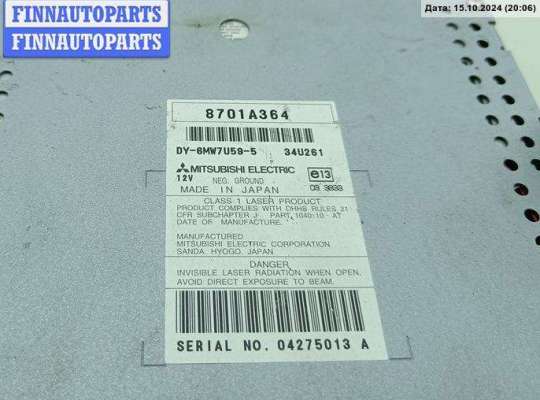 FINNAUTOPARTS
FINNAUTOPARTS
FINNAUTOPARTS
Дата: 15.10.2024 (20:06)
8701A364
DY-6MW7U59-5 34U261
MITSUBISHI ELECTRIC e13
12V NEG. GROUND
MADE IN JAPAN
CLASS 1 LASER PRODUCT
PRODUCT COMPLIES WITH DHHS RULES 21
CFR SUBCHAPTER J PART 1040:10 AT
DATE OF MANUFACTURE.
MANUFACTURED
MITSUBISHI ELECTRIC CORPORATION
SANDA, HYOGO, JAPAN
DANGER
INVISIBLE LASER RADIATION WHEN OPEN.
AVOID DIRECT EXPOSURE TO BEAM.
SERIAL NO. 04275013 A